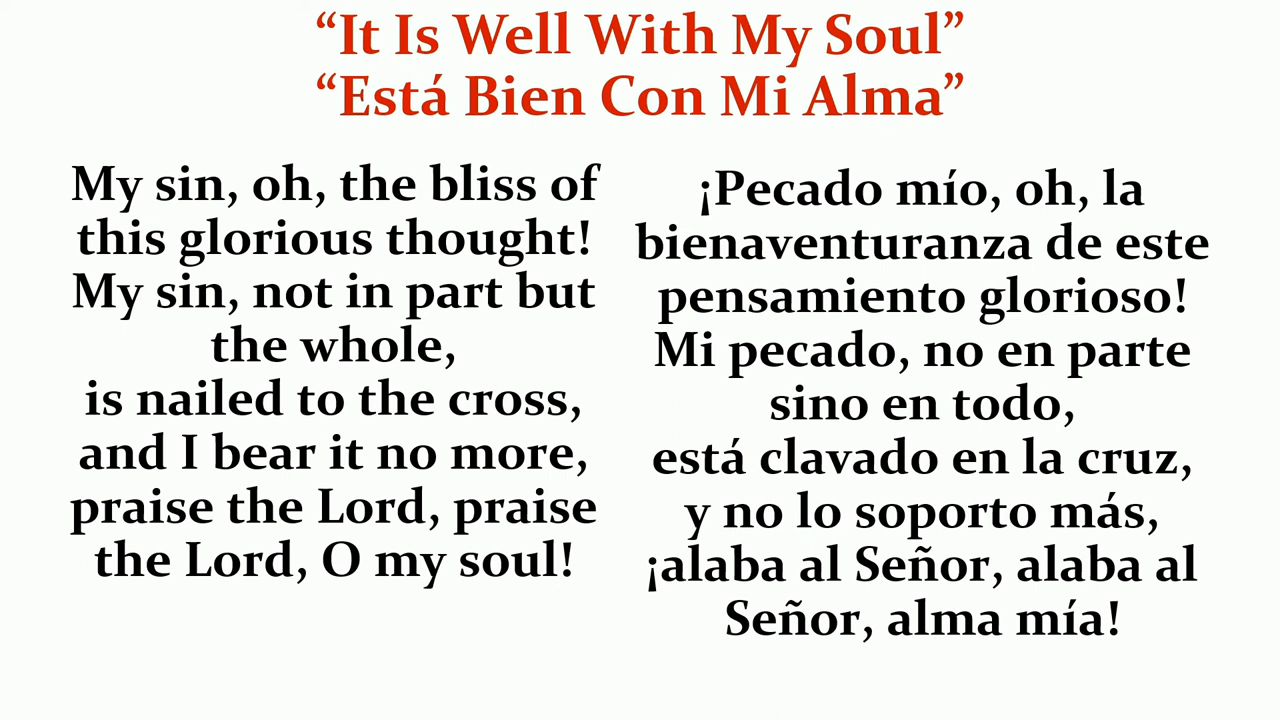 “It Is Well With My Soul”
“Está Bien Con Mi Alma”
My sin, oh, the bliss of
this glorious thought!
My sin, not in part but
the whole,
is nailed to the cross,
and I bear it no more,
praise the Lord, praise
the Lord, O my soul!
¡Pecado mío, oh, la
bienaventuranza de este
pensamiento glorioso!
Mi pecado, no en parte
sino en todo,
está clavado en la cruz,
y no lo soporto más,
¡alaba al Señor, alaba al
Señor, alma mía!